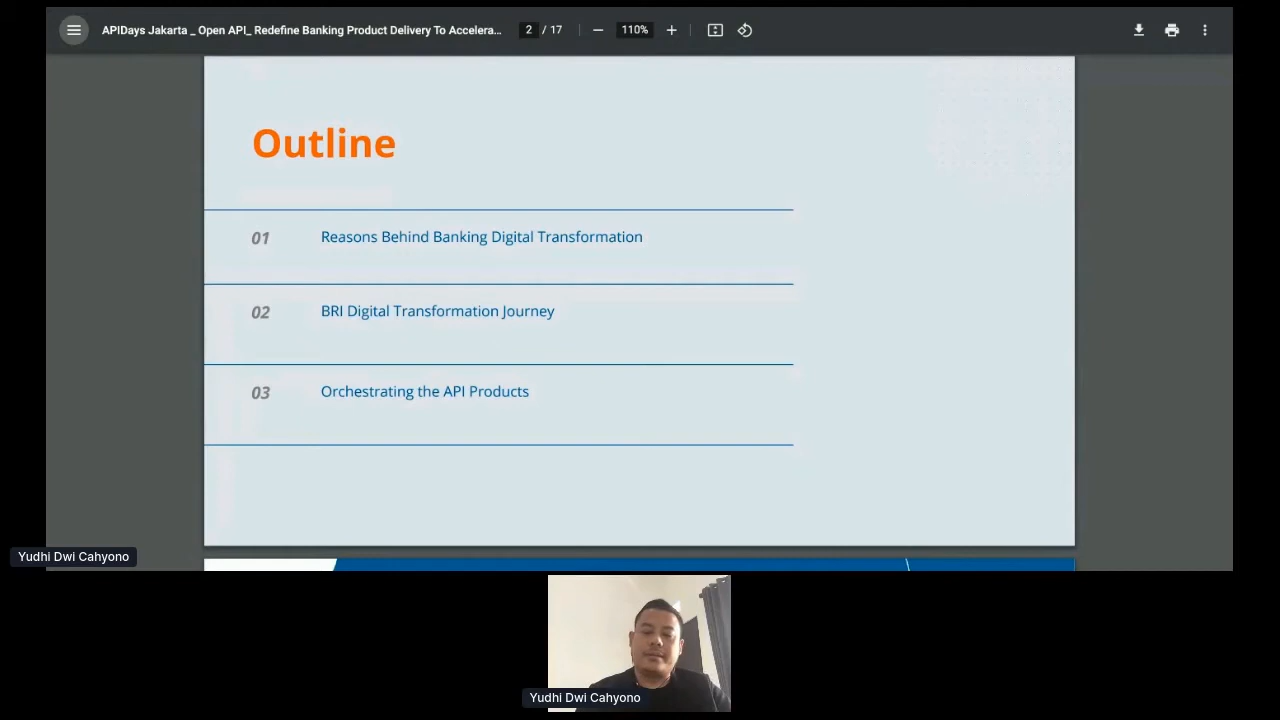 APIDays Jakarta _ Open API_ Redefine Banking Product Delivery To Accelera... 2 / 17 110%
Outline
01 Reasons Behind Banking Digital Transformation
02 BRI Digital Transformation Journey
03 Orchestrating the API Products
Yudhi Dwi Cahyono
Yudhi Dwi Cahyono